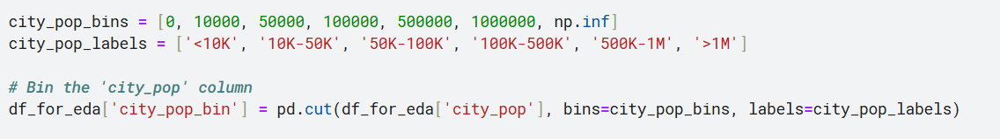 city_pop_bins = [0, 10000, 50000, 100000, 500000, 1000000, np.inf]
city_pop_labels = ['<10K', '10K-50K', '50K-100K', '100K-500K', '500K-1M', '>1M']
# Bin the 'city_pop' column
df_for_eda['city_pop_bin'] = pd.cut(df_for_eda['city_pop'], bins=city_pop_bins, labels=city_pop_labels)